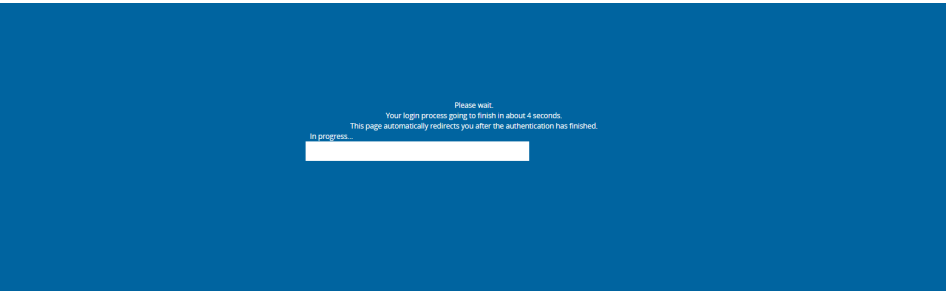 Please wait.
Your login process going to finish in about 4 seconds.
This page automatically redirects you after the authentication has finished.
In progress...